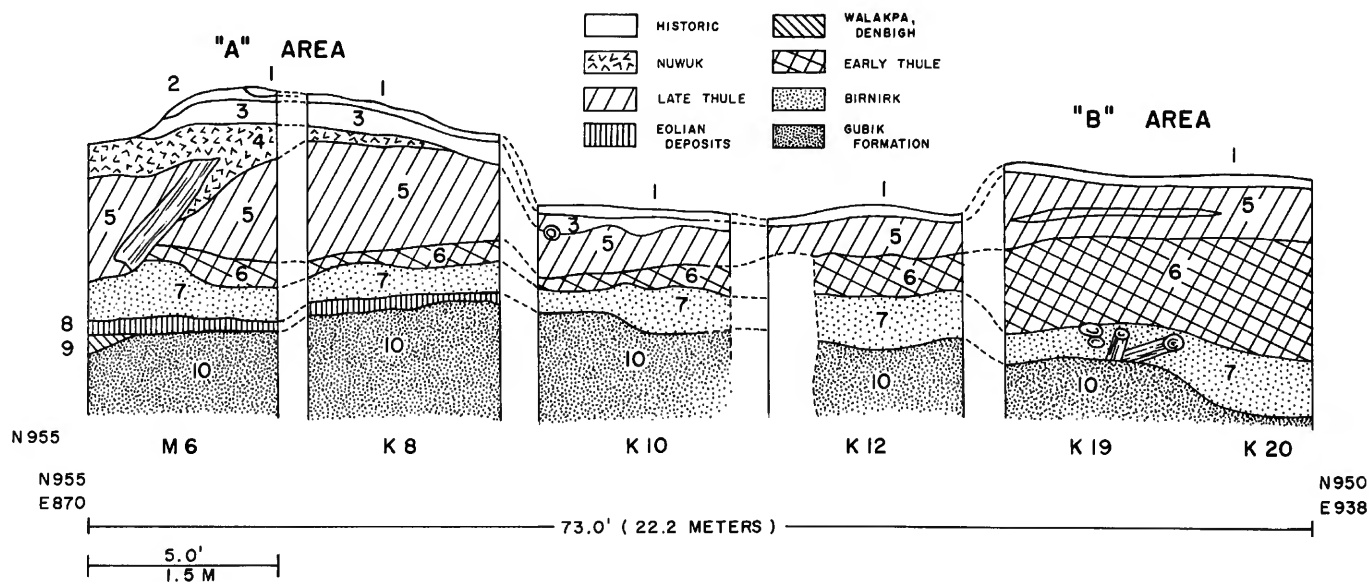 "A" AREA
HISTORIC
NUWUK
LATE THULE
EOLIAN
DEPOSITS
WALAKPA,
DENBIGH
EARLY THULE
BIRNIRK
GUBIK
FORMATION
"B" AREA
2 1 1
3 3
4
5 5 5
6 6
7 7
8
9
10 10
1 1 1
3
5 5 5
6 6 6
7 7 7
10 10 10
N955 M6 K8 K10 K12 K19 K20
N955
E870
N950
E938
73.0' (22.2 METERS)
5.0'
1.5 M